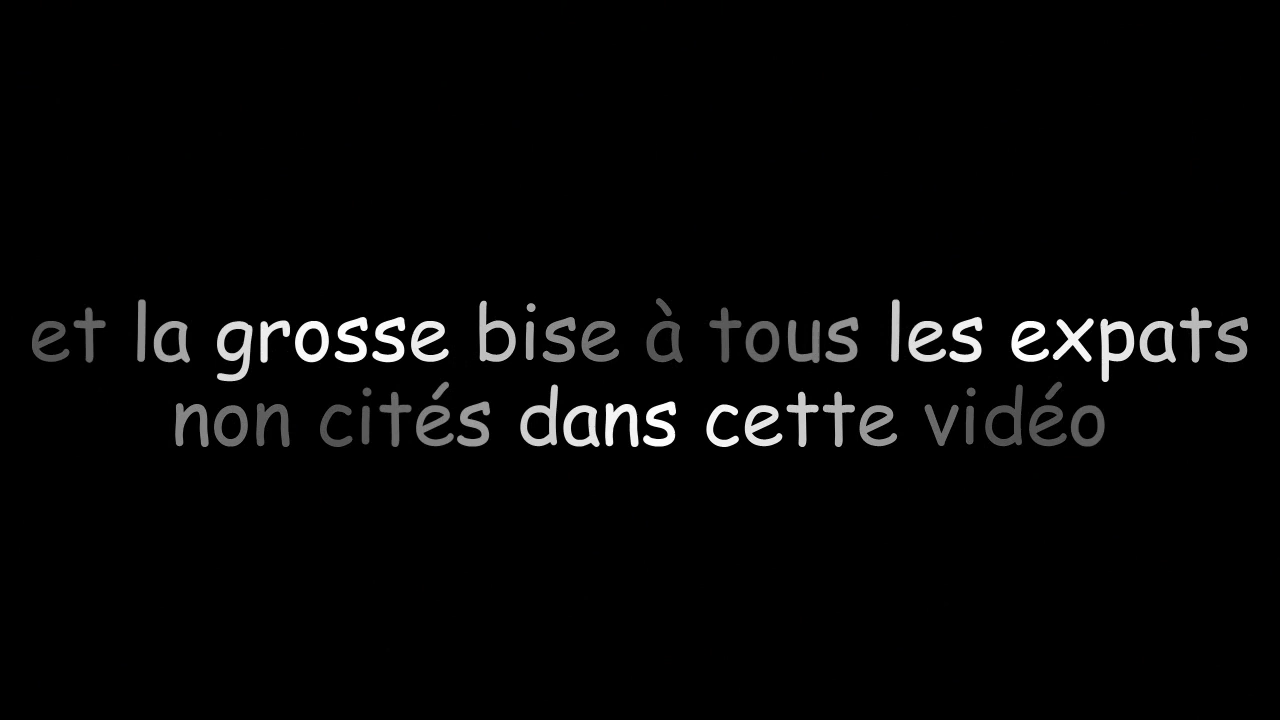 et la grosse bise à tous les expats
non cités dans cette vidéo